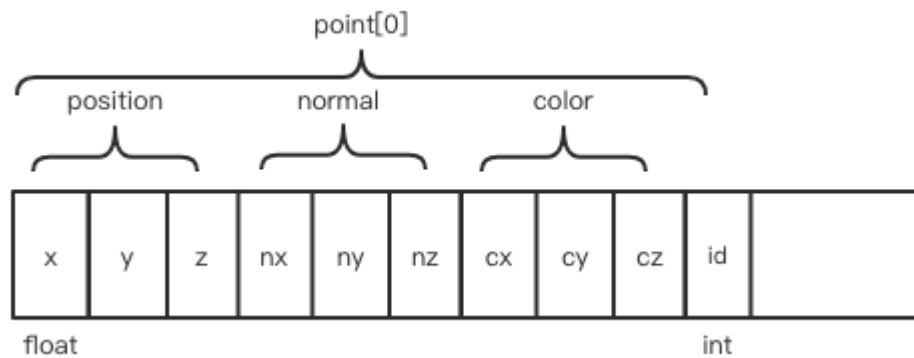 point[0]
position normal color
x y z nx ny nz cx cy cz id
float int